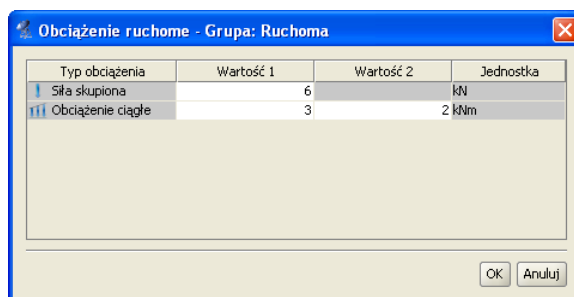 Obciążenie ruchome - Grupa: Ruchoma
Typ obciążenia Wartość 1 Wartość 2 Jednostka
Siła skupiona 6 kN
Obciążenie ciągłe 3 2 kNm
OK Anuluj